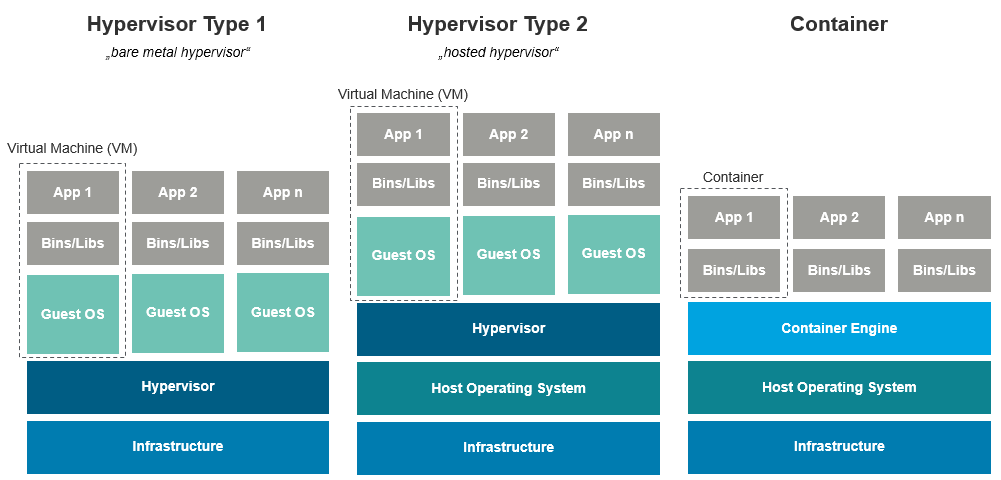 Hypervisor Type 1
„bare metal hypervisor“
Virtual Machine (VM)
App 1
App 2
App n
Bins/Libs
Bins/Libs
Bins/Libs
Guest OS
Guest OS
Guest OS
Hypervisor
Infrastructure
Hypervisor Type 2
„hosted hypervisor“
Virtual Machine (VM)
App 1
App 2
App n
Bins/Libs
Bins/Libs
Bins/Libs
Guest OS
Guest OS
Guest OS
Hypervisor
Host Operating System
Infrastructure
Container
Container
App 1
App 2
App n
Bins/Libs
Bins/Libs
Bins/Libs
Container Engine
Host Operating System
Infrastructure